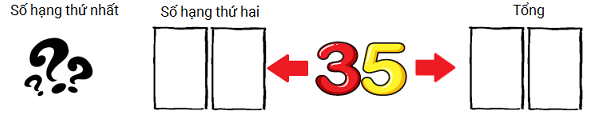 Số hạng thứ nhất
Số hạng thứ hai
Tổng
???
35